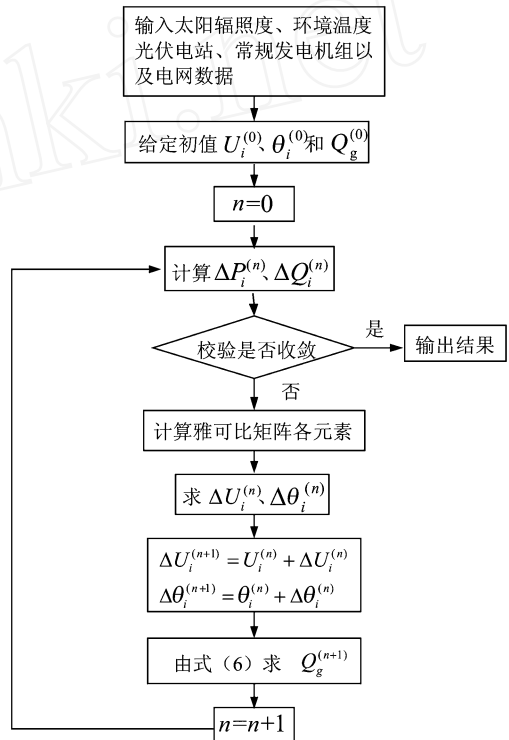 输入太阳辐照度、环境温度
光伏电站、常规发电机组以
及电网数据
给定初值 U_i^{(0)}、θ_i^{(0)}和 Q_g^{(0)}
n=0
计算 ΔP_i^{(n)}、ΔQ_i^{(n)}
校验是否收敛
是
输出结果
否
计算雅可比矩阵各元素
求 ΔU_i^{(n)}、Δθ_i^{(n)}
ΔU_i^{(n+1)}=U_i^{(n)}+ΔU_i^{(n)}
Δθ_i^{(n+1)}=θ_i^{(n)}+Δθ_i^{(n)}
由式（6）求 Q_g^{(n+1)}
n=n+1